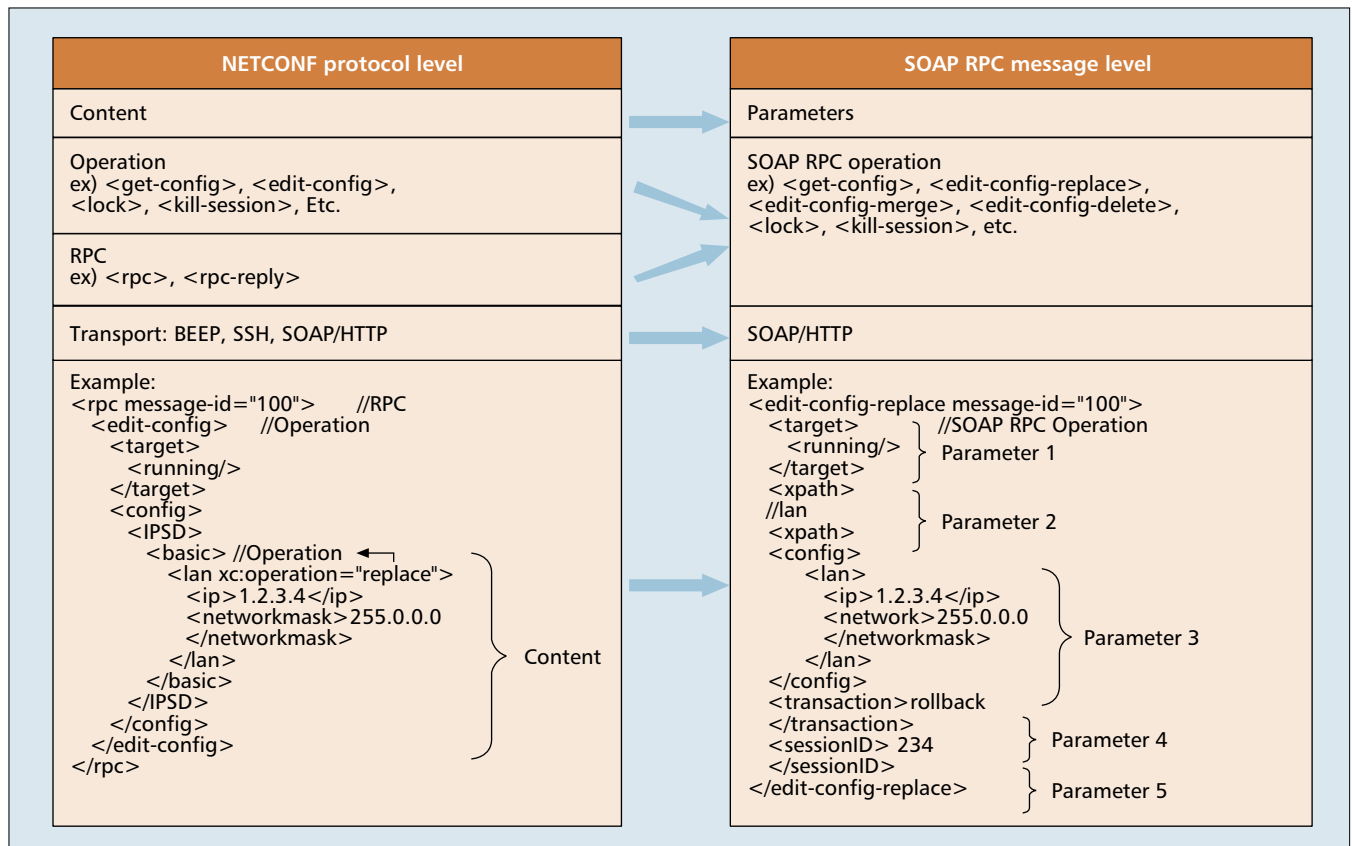 NETCONF protocol level
Content
Operation
ex) <get-config>, <edit-config>,
<lock>, <kill-session>, Etc.
RPC
ex) <rpc>, <rpc-reply>
Transport: BEEP, SSH, SOAP/HTTP
Example:
<rpc message-id="100"> //RPC
<edit-config> //Operation
<target>
<running/>
</target>
<config>
<IPSD>
<basic> //Operation
<lan xc:operation="replace">
<ip>1.2.3.4</ip>
<networkmask>255.0.0.0
</networkmask>
</lan>
</basic>
</IPSD>
</config>
</edit-config>
</rpc>
Content
SOAP RPC message level
Parameters
SOAP RPC operation
ex) <get-config>, <edit-config-replace>,
<edit-config-merge>, <edit-config-delete>,
<lock>, <kill-session>, etc.
SOAP/HTTP
Example:
<edit-config-replace message-id="100">
<target> //SOAP RPC Operation
<running/>
</target>
Parameter 1
<xpath>
//lan
<xpath>
Parameter 2
<config>
<lan>
<ip>1.2.3.4</ip>
<network>255.0.0.0
</networkmask>
</lan>
</config>
Parameter 3
<transaction>rollback
</transaction>
<sessionID> 234
Parameter 4
</sessionID>
</edit-config-replace>
Parameter 5